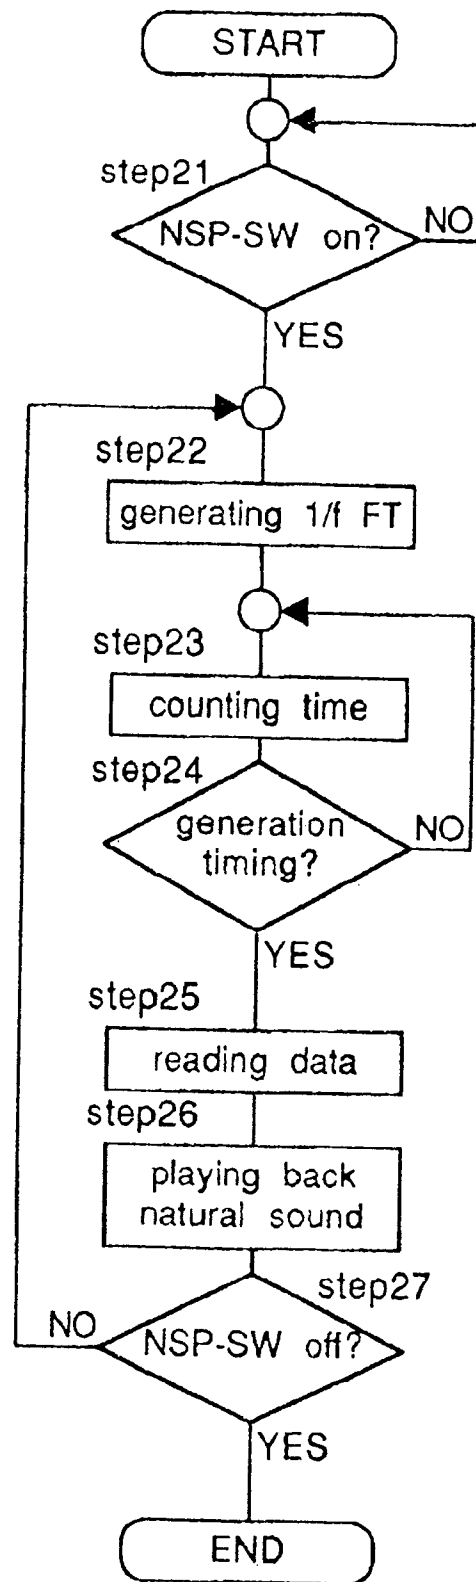 START
step21
NSP-SW on?
NO
YES
step22
generating 1/f FT
step23
counting time
step24
generation
timing?
NO
YES
step25
reading data
step26
playing back
natural sound
step27
NO
NSP-SW off?
YES
END